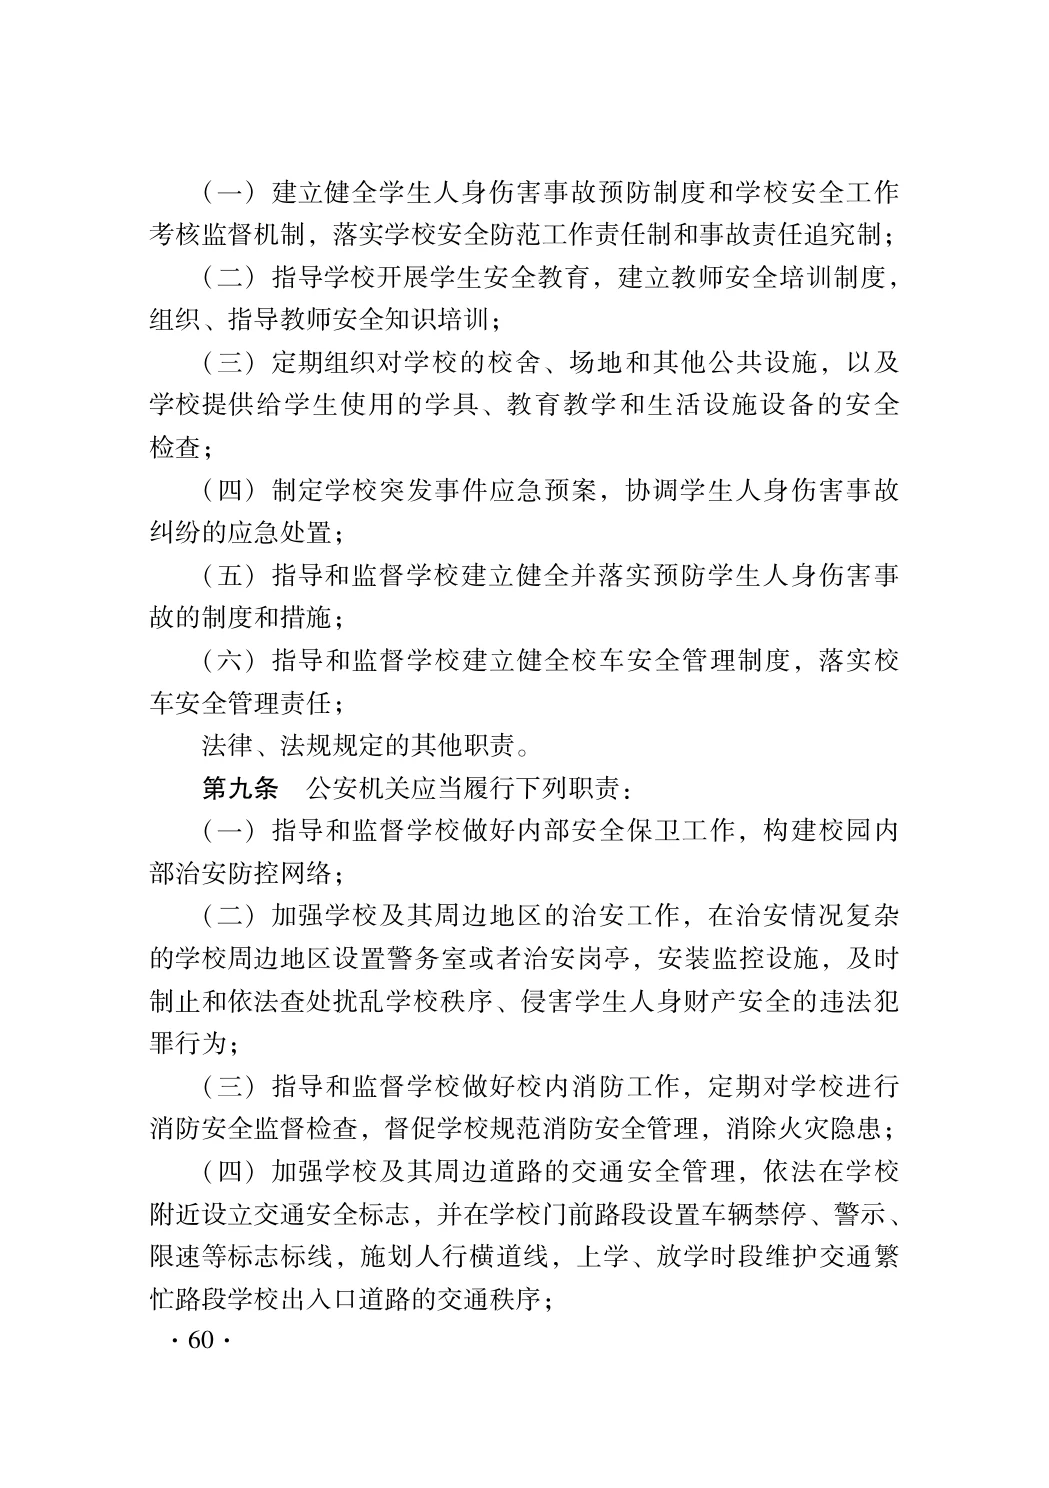 （一）建立健全学生人身伤害事故预防制度和学校安全工作
考核监督机制，落实学校安全防范工作责任制和事故责任追究制；
（二）指导学校开展学生安全教育，建立教师安全培训制度，
组织、指导教师安全知识培训；
（三）定期组织对学校的校舍、场地和其他公共设施，以及
学校提供给学生使用的学具、教育教学和生活设施设备的安全
检查；
（四）制定学校突发事件应急预案，协调学生人身伤害事故
纠纷的应急处置；
（五）指导和监督学校建立健全并落实预防学生人身伤害事
故的制度和措施；
（六）指导和监督学校建立健全校车安全管理制度，落实校
车安全管理责任；
法律、法规规定的其他职责。
第九条　公安机关应当履行下列职责：
（一）指导和监督学校做好内部安全保卫工作，构建校园内
部治安防控网络；
（二）加强学校及其周边地区的治安工作，在治安情况复杂
的学校周边地区设置警务室或者治安岗亭，安装监控设施，及时
制止和依法查处扰乱学校秩序、侵害学生人身财产安全的违法犯
罪行为；
（三）指导和监督学校做好校内消防工作，定期对学校进行
消防安全监督检查，督促学校规范消防安全管理，消除火灾隐患；
（四）加强学校及其周边道路的交通安全管理，依法在学校
附近设立交通安全标志，并在学校门前路段设置车辆禁停、警示、
限速等标志标线，施划人行横道线，上学、放学时段维护交通繁
忙路段学校出入口道路的交通秩序；
· 60 ·